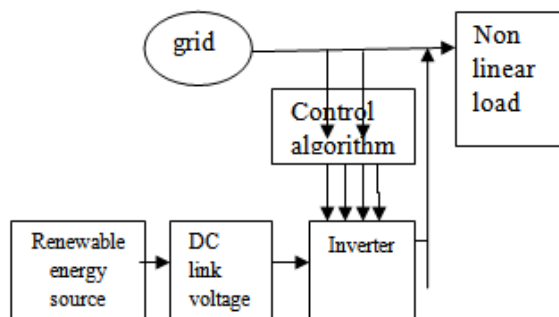 grid
Non
linear
load
Control
algorithm
Renewable
energy
source
DC
link
voltage
Inverter